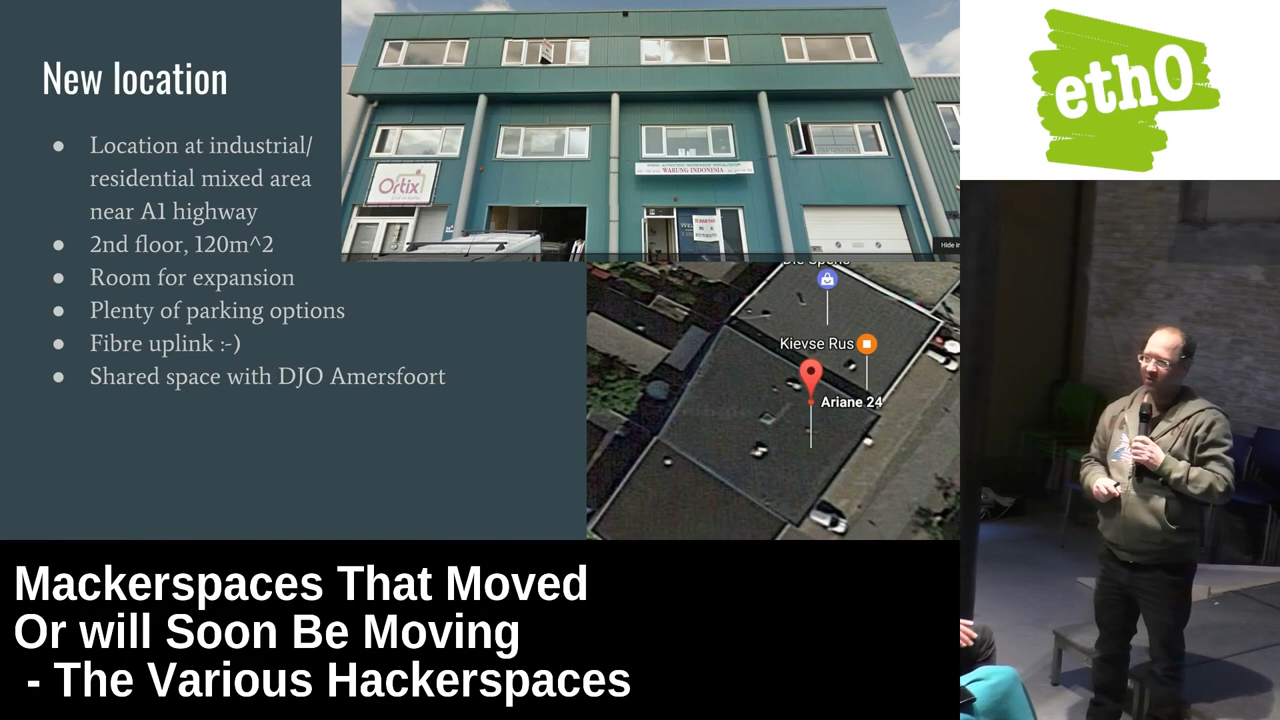 New location
● Location at industrial/
residential mixed area
near A1 highway
● 2nd floor, 120m^2
● Room for expansion
● Plenty of parking options
● Fibre uplink :-)
● Shared space with DJO Amersfoort
Ortix
WARUNG INDONESIA
Hide
Kievse Rus
Ariane 24
eth0
Mackerspaces That Moved
Or will Soon Be Moving
- The Various Hackerspaces